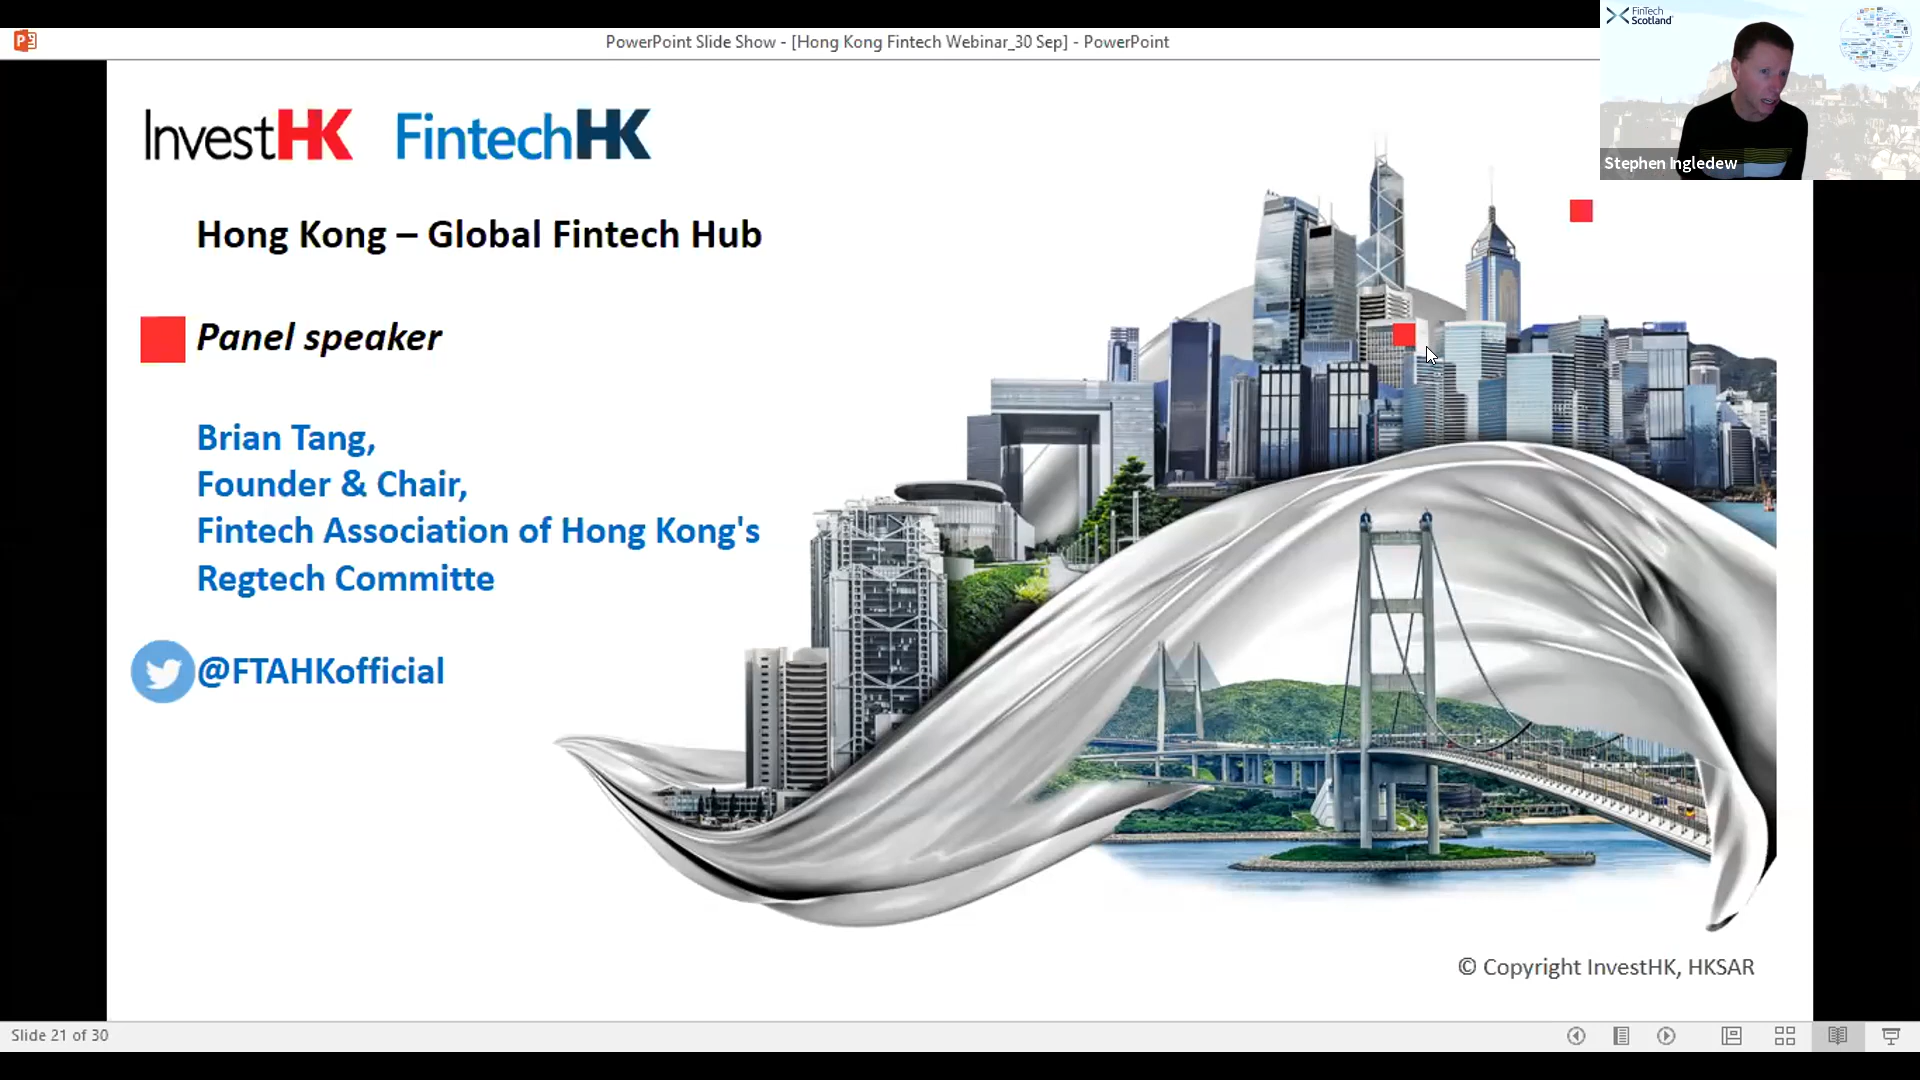 PowerPoint Slide Show - [Hong Kong Fintech Webinar_30 Sep] - PowerPoint
FinTech
Scotland
Stephen Ingledew
InvestHK FintechHK
Hong Kong – Global Fintech Hub
Panel speaker
Brian Tang,
Founder & Chair,
Fintech Association of Hong Kong's
Regtech Committe
@FTAHKofficial
© Copyright InvestHK, HKSAR
Slide 21 of 30